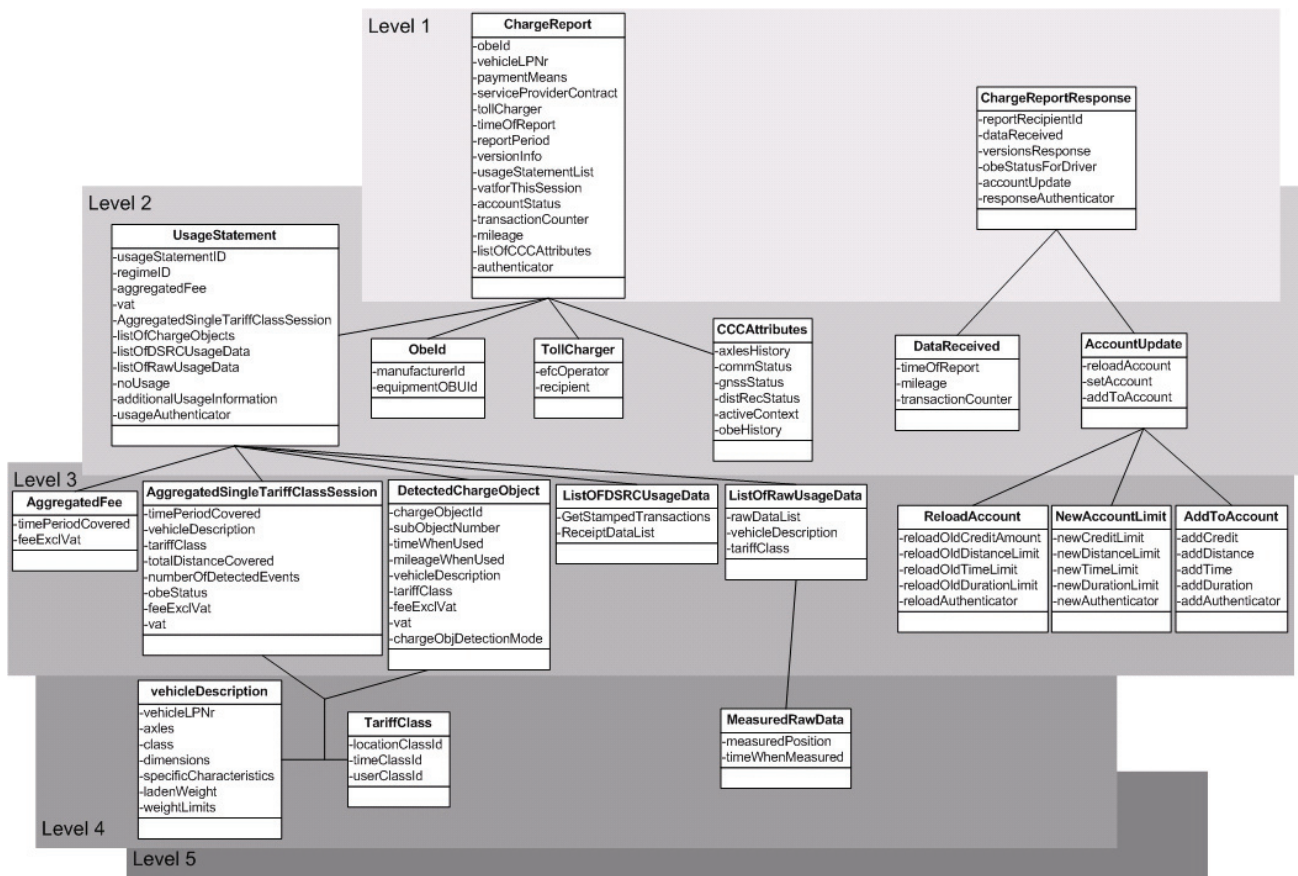 Level 1
ChargeReport
-obeId
-vehicleLPNr
-paymentMeans
-serviceProviderContract
-tollCharger
-timeOfReport
-reportPeriod
-versionInfo
-usageStatementList
-vatforThisSession
-accountStatus
-transactionCounter
-mileage
-listOfCCCAttributes
-authenticator
ChargeReportResponse
-reportRecipientId
-dataReceived
-versionsResponse
-obeStatusForDriver
-accountUpdate
-responseAuthenticator
Level 2
UsageStatement
-usageStatementID
-regimeID
-aggregatedFee
-vat
-AggregatedSingleTariffClassSession
-listOfChargeObjects
-listOfDSRCUsageData
-listOfRawUsageData
-noUsage
-additionalUsageInformation
-usageAuthenticator
ObeId
-manufacturerId
-equipmentOBUId
TollCharger
-efcOperator
-recipient
CCCAttributes
-axlesHistory
-commStatus
-gnssStatus
-distRecStatus
-activeContext
-obeHistory
DataReceived
-timeOfReport
-mileage
-transactionCounter
AccountUpdate
-reloadAccount
-setAccount
-addToAccount
Level 3
AggregatedFee
-timePeriodCovered
-feeExclVat
AggregatedSingleTariffClassSession
-timePeriodCovered
-vehicleDescription
-tariffClass
-totalDistanceCovered
-numberOfDetectedEvents
-obeStatus
-feeExclVat
-vat
DetectedChargeObject
-chargeObjectId
-subObjectNumber
-timeWhenUsed
-mileageWhenUsed
-vehicleDescription
-tariffClass
-feeExclVat
-vat
-chargeObjDetectionMode
ListOFDSRCUsageData
-GetStampedTransactions
-ReceiptDataList
ListOfRawUsageData
-rawDataList
-vehicleDescription
-tariffClass
ReloadAccount
-reloadOldCreditAmount
-reloadOldDistanceLimit
-reloadOldTimeLimit
-reloadOldDurationLimit
-reloadAuthenticator
NewAccountLimit
-newCreditLimit
-newDistanceLimit
-newTimeLimit
-newDurationLimit
-newAuthenticator
AddToAccount
-addCredit
-addDistance
-addTime
-addDuration
-addAuthenticator
vehicleDescription
-vehicleLPNr
-axles
-class
-dimensions
-specificCharacteristics
-ladenWeight
-weightLimits
TariffClass
-locationClassId
-timeClassId
-userClassId
MeasuredRawData
-measuredPosition
-timeWhenMeasured
Level 4
Level 5